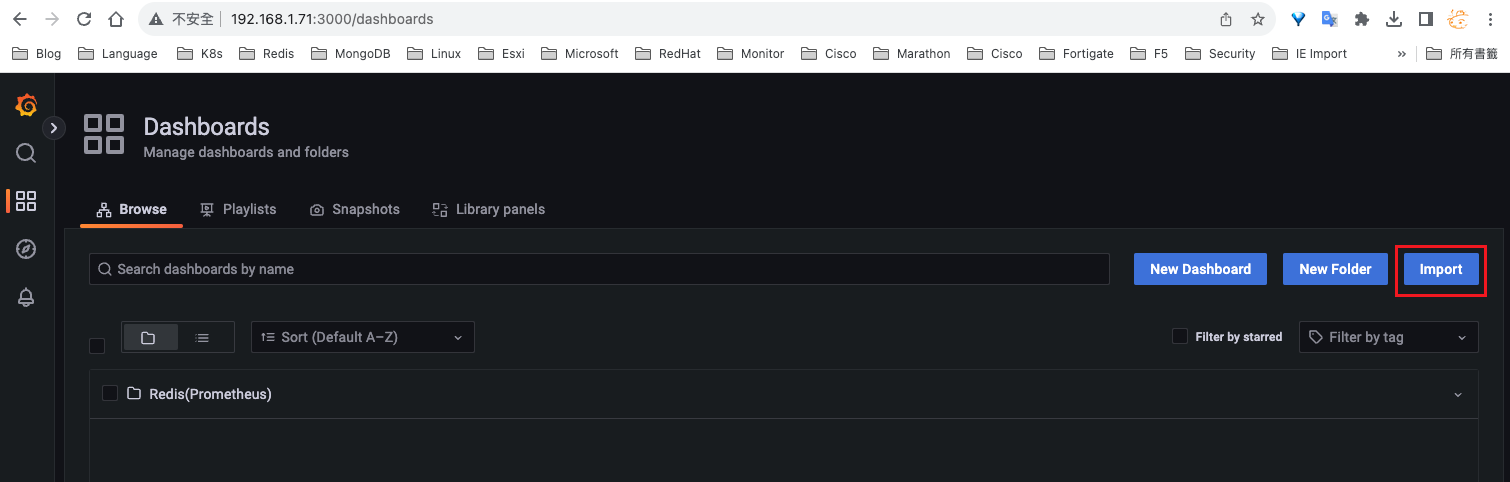 不安全 192.168.1.71:3000/dashboards
Blog Language K8s Redis MongoDB Linux Esxi Microsoft RedHat Monitor Cisco Marathon Cisco Fortigate F5 Security IE Import » 所有書籤
Dashboards
Manage dashboards and folders
Browse Playlists Snapshots Library panels
Search dashboards by name New Dashboard New Folder Import
Sort (Default A–Z) Filter by starred Filter by tag
Redis(Prometheus)